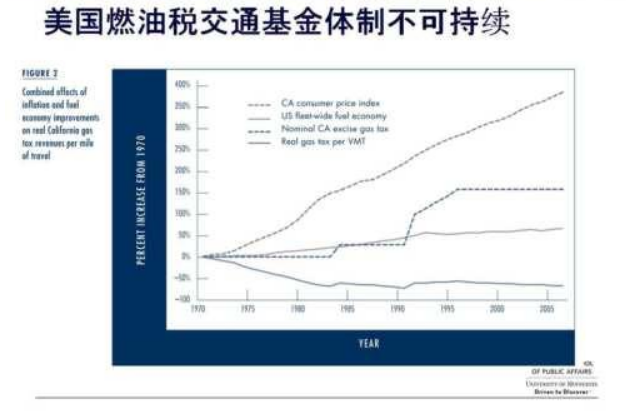 美国燃油税交通基金体制不可持续
FIGURE 2
Combined effects of
inflation and fuel
economy improvements
on real California gas
tax revenues per mile
of travel
PERCENT INCREASE FROM 1970
400%
350%
300%
250%
200%
150%
100%
50%
0%
-50%
-100
CA consumer price index
US fleet-wide fuel economy
Nominal CA excise gas tax
Real gas tax per VMT
1970
1975
1980
1985
1990
1995
2000
2005
YEAR
OF PUBLIC AFFAIRS
UNIVERSITY OF MINNESOTA
Driven to Discover